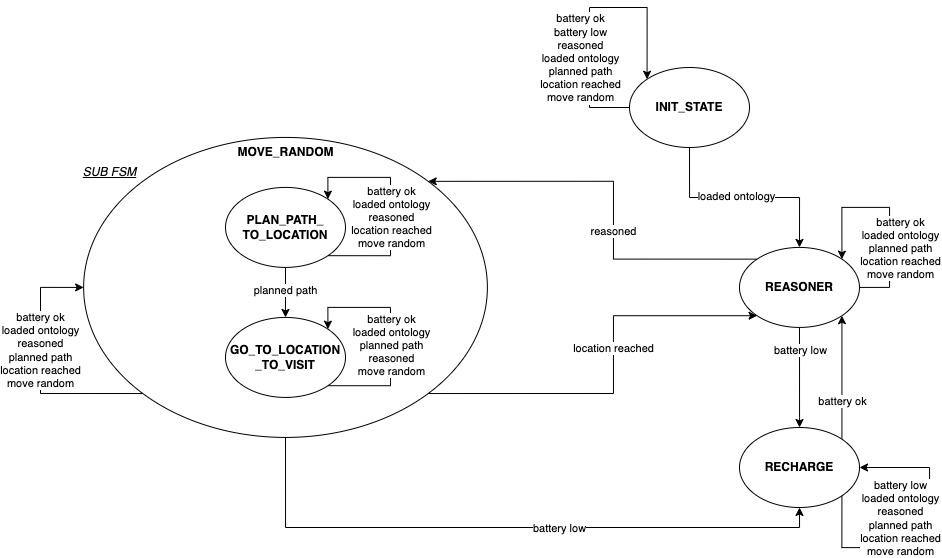 battery ok
battery low
reasoned
loaded ontology
planned path
location reached
move random
INIT_STATE
MOVE_RANDOM
SUB FSM
loaded ontology
battery ok
loaded ontology
reasoned
location reached
move random
PLAN_PATH_
TO_LOCATION
reasoned
battery ok
loaded ontology
planned path
location reached
move random
REASONER
planned path
battery ok
loaded ontology
reasoned
planned path
location reached
move random
GO_TO_LOCATION
_TO_VISIT
battery ok
loaded ontology
planned path
reasoned
move random
location reached
battery low
battery ok
RECHARGE
battery low
loaded ontology
reasoned
planned path
location reached
move random
battery low